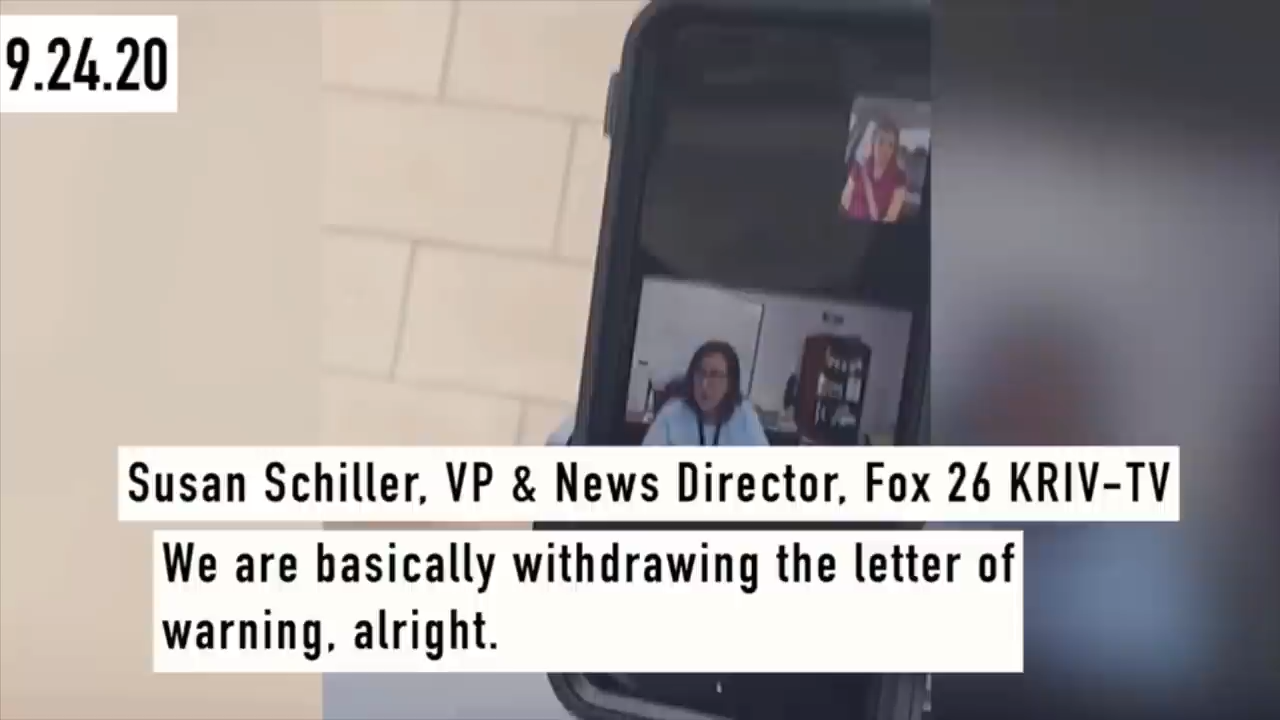 9.24.20
Susan Schiller, VP & News Director, Fox 26 KRIV-TV
We are basically withdrawing the letter of
warning, alright.